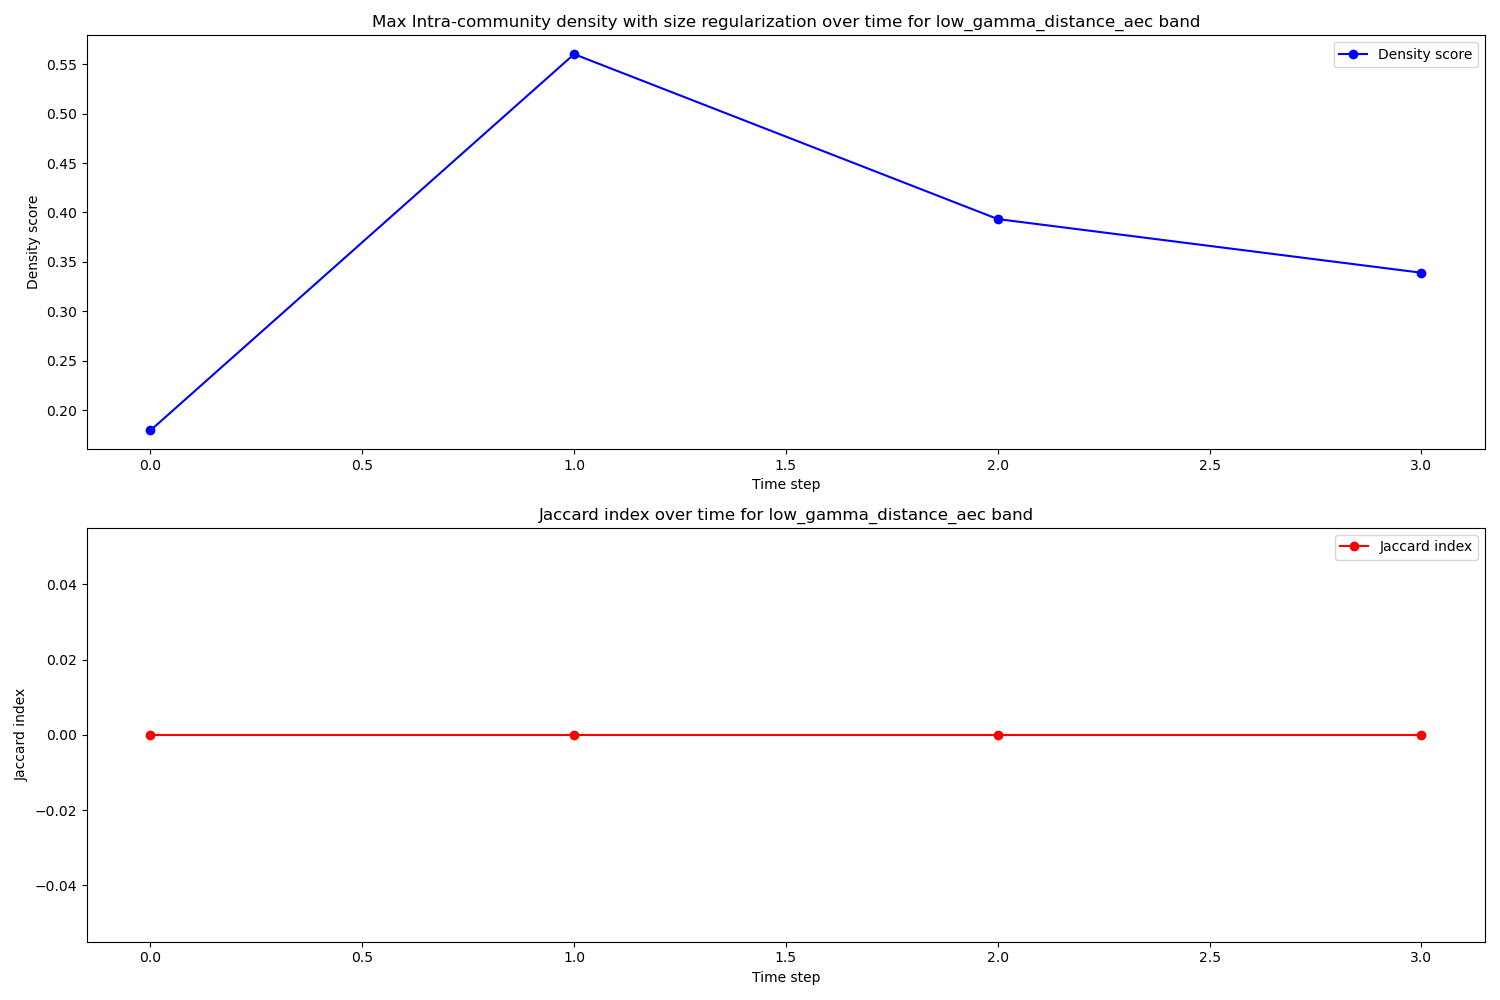 Max Intra-community density with size regularization over time for low_gamma_distance_aec band
Density score
0.55
0.50
0.45
0.40
0.35
0.30
0.25
0.20
Density score
0.0 0.5 1.0 1.5 2.0 2.5 3.0
Time step
Jaccard index over time for low_gamma_distance_aec band
Jaccard index
0.04
0.02
0.00
−0.02
−0.04
Jaccard index
0.0 0.5 1.0 1.5 2.0 2.5 3.0
Time step